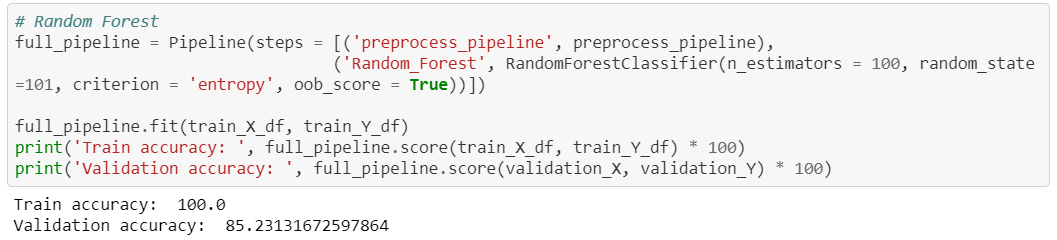 # Random Forest
full_pipeline = Pipeline(steps = [('preprocess_pipeline', preprocess_pipeline),
                                  ('Random_Forest', RandomForestClassifier(n_estimators = 100, random_state
=101, criterion = 'entropy', oob_score = True))])
full_pipeline.fit(train_X_df, train_Y_df)
print('Train accuracy: ', full_pipeline.score(train_X_df, train_Y_df) * 100)
print('Validation accuracy: ', full_pipeline.score(validation_X, validation_Y) * 100)
Train accuracy:  100.0
Validation accuracy:  85.23131672597864